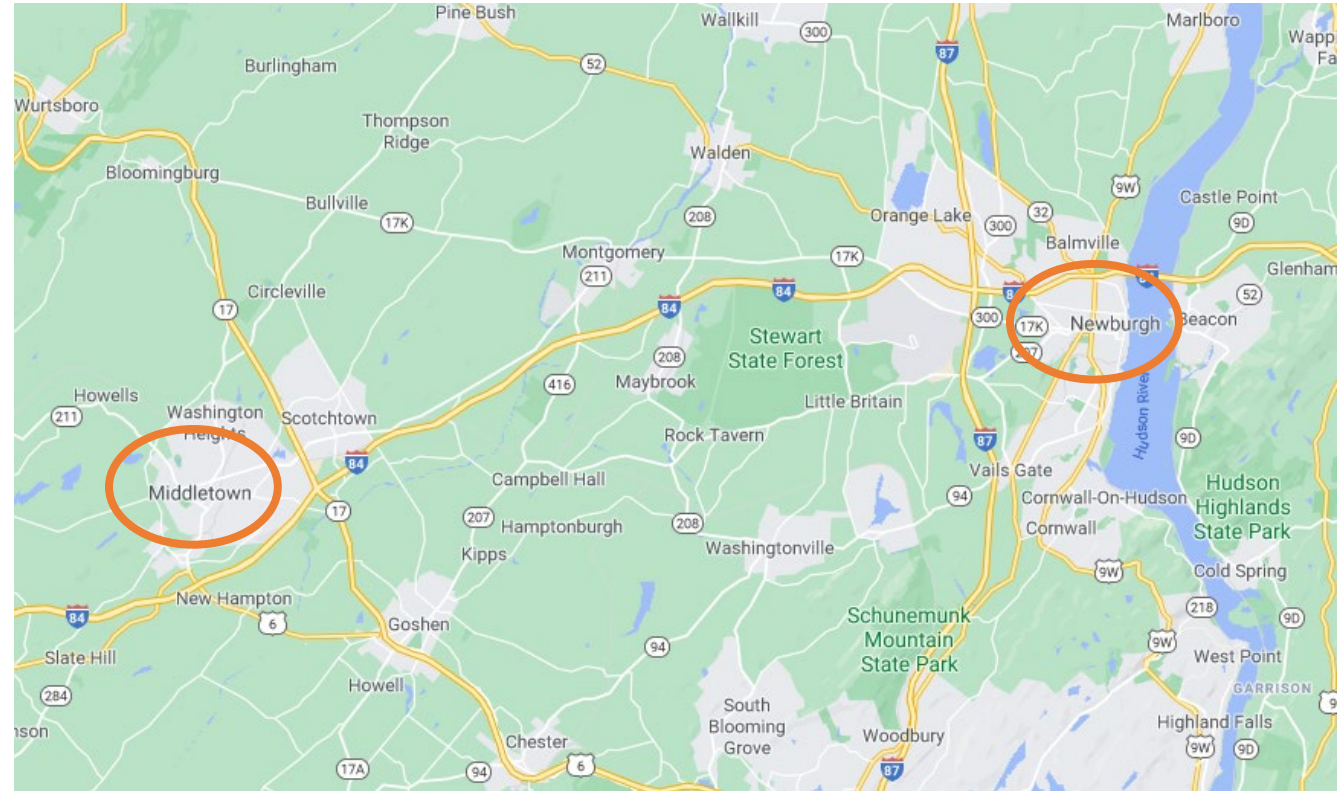 Pine Bush
Wallkill
300
Marlboro
Wapp
Fa
87
Burlingham
52
Wurtsboro
Thompson
Ridge
Walden
Bloomingburg
9W
Castle Point
Bullville
17K
208
Orange Lake
300
32
9D
Balmville
Montgomery
211
17K
Glenham
84
84
84
84
52
Circleville
17
300
17K
Newburgh
Beacon
Stewart
State Forest
207
208
Maybrook
416
Little Britain
Hudson River
Howells
211
Washington
Heights
Scotchtown
Rock Tavern
87
9D
84
Vails Gate
Middletown
Campbell Hall
94
Cornwall-On-Hudson
Hudson
Highlands
State Park
17
207
Hamptonburgh
208
Cornwall
Washingtonville
Kipps
9W
Cold Spring
New Hampton
84
6
Goshen
Schunemunk
Mountain
State Park
218
9D
94
9W
West Point
Slate Hill
GARRISON
284
Howell
9
South
Blooming
Grove
Woodbury
Highland Falls
nson
Chester
9W
9D
17A
94
6
87